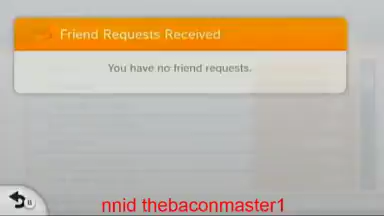 Friend Requests Received
You have no friend requests.
B
nnid thebaconmaster1